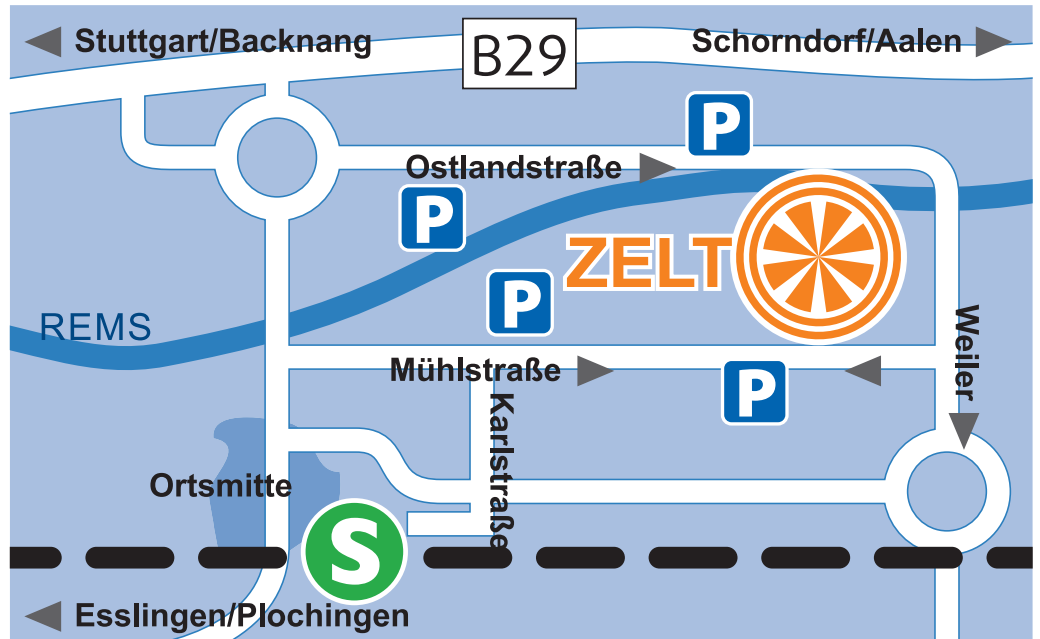 Stuttgart/Backnang
B29
Schorndorf/Aalen
P
Ostlandstraße
P
ZELT
P
REMS
Weiler
Mühlstraße
P
Karlstraße
Ortsmitte
S
Esslingen/Plochingen